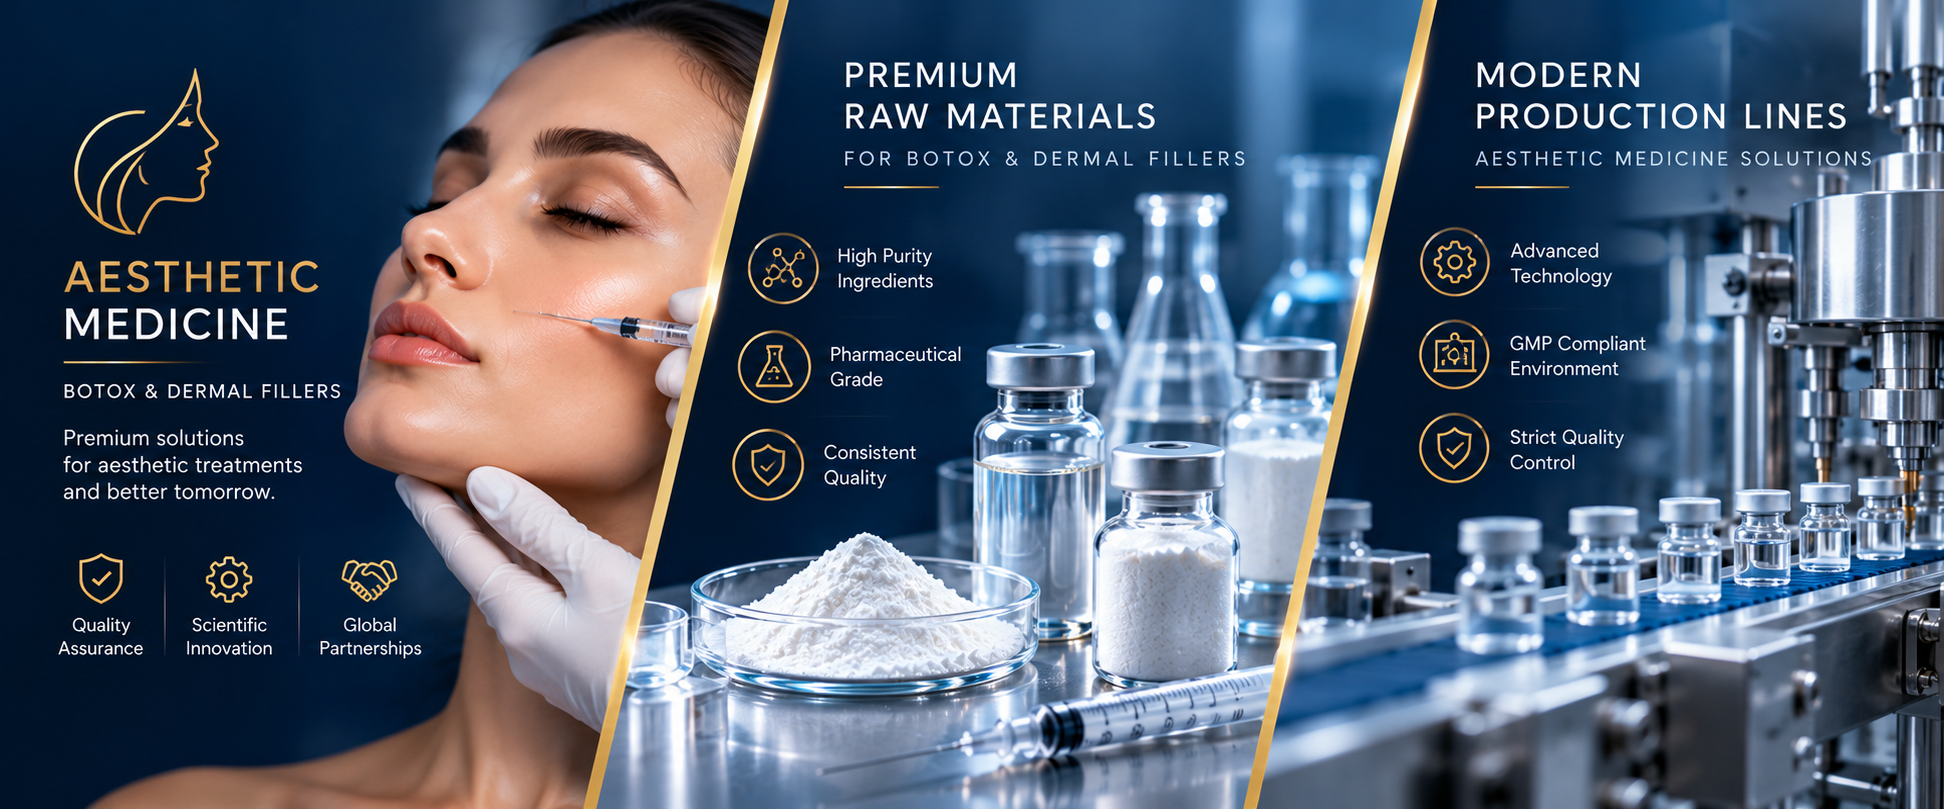 AESTHETIC
MEDICINE
BOTOX & DERMAL FILLERS
Premium solutions
for aesthetic treatments
and better tomorrow.
Quality
Assurance
Scientific
Innovation
Global
Partnerships
PREMIUM
RAW MATERIALS
FOR BOTOX & DERMAL FILLERS
High Purity
Ingredients
Pharmaceutical
Grade
Consistent
Quality
MODERN
PRODUCTION LINES
AESTHETIC MEDICINE SOLUTIONS
Advanced
Technology
GMP Compliant
Environment
Strict Quality
Control